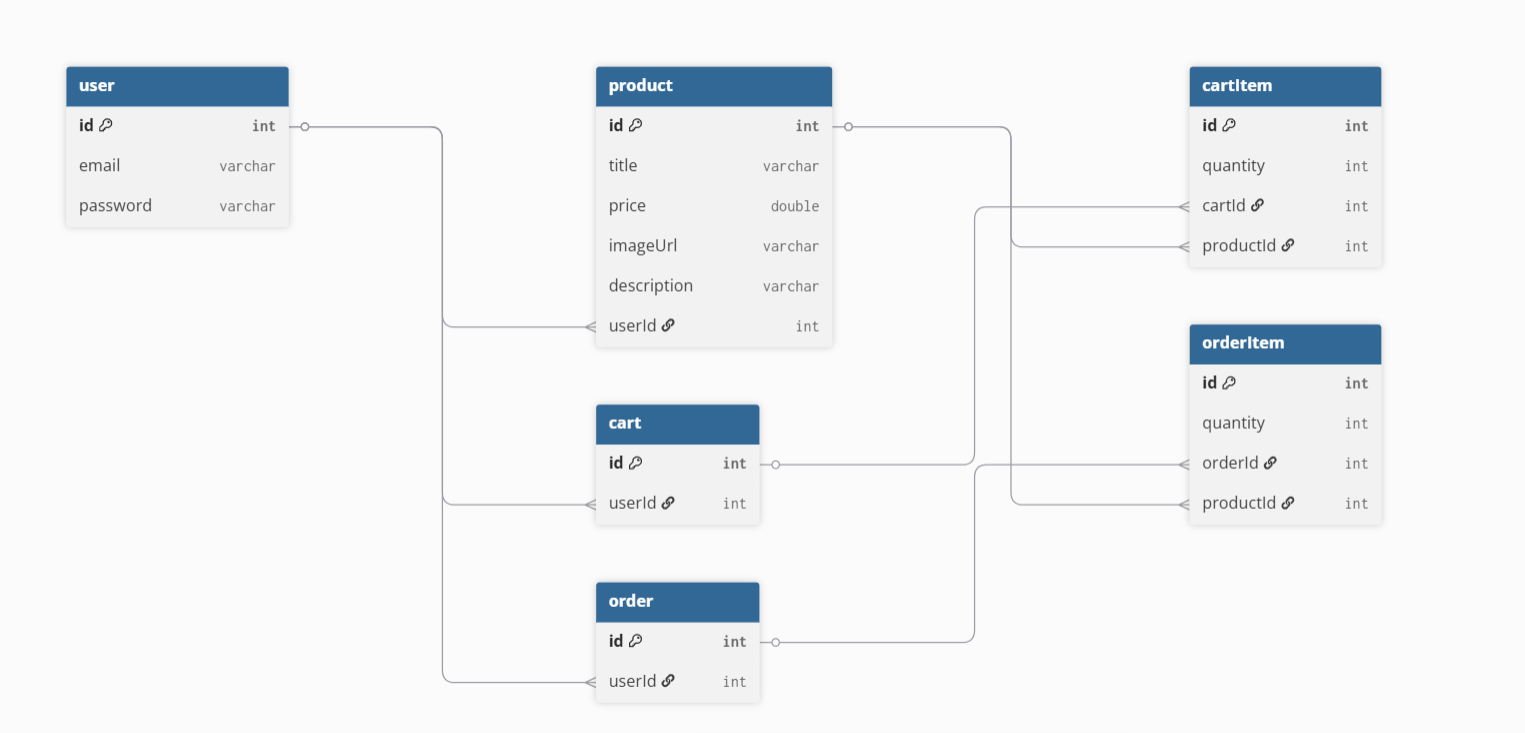 user
id int
email varchar
password varchar
product
id int
title varchar
price double
imageUrl varchar
description varchar
userId int
cart
id int
userId int
order
id int
userId int
cartItem
id int
quantity int
cartId int
productId int
orderItem
id int
quantity int
orderId int
productId int